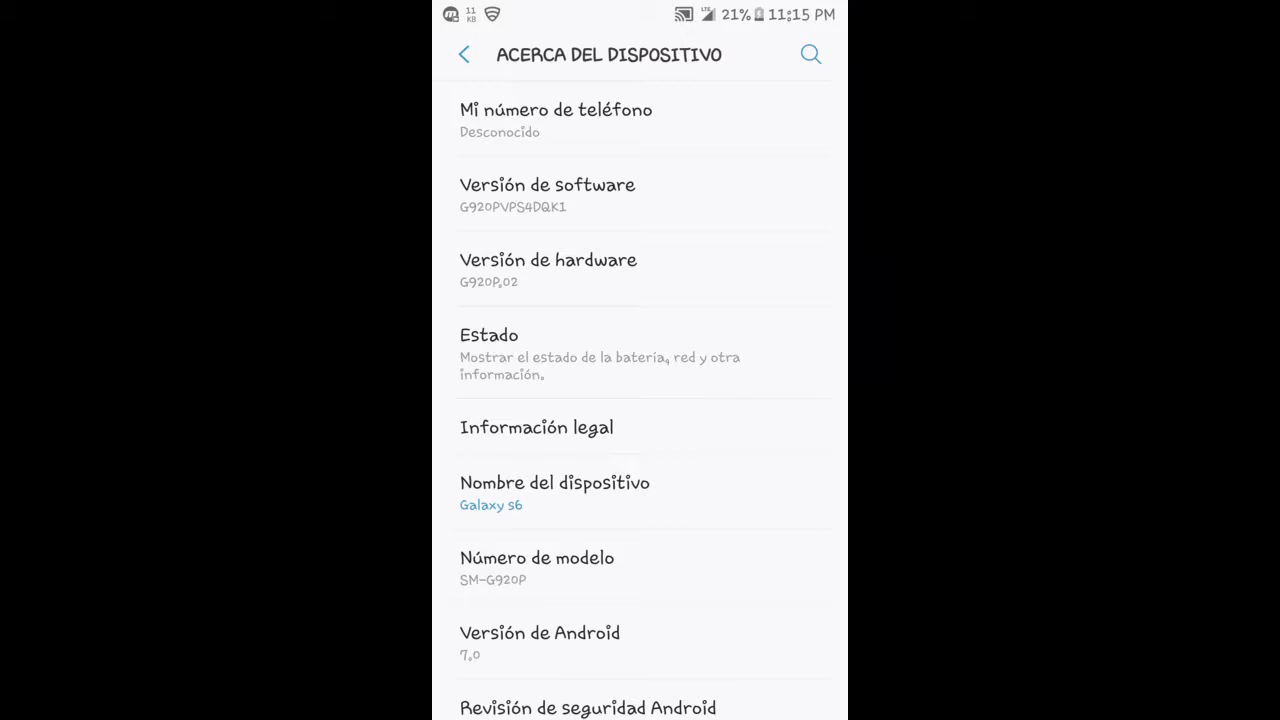 11
KB
LTE
21%
11:15 PM
ACERCA DEL DISPOSITIVO
Mi número de teléfono
Desconocido
Versión de software
G920PVPS4DQK1
Versión de hardware
G920P.02
Estado
Mostrar el estado de la batería, red y otra
información.
Información legal
Nombre del dispositivo
Galaxy s6
Número de modelo
SM-G920P
Versión de Android
7.0
Revisión de seguridad Android